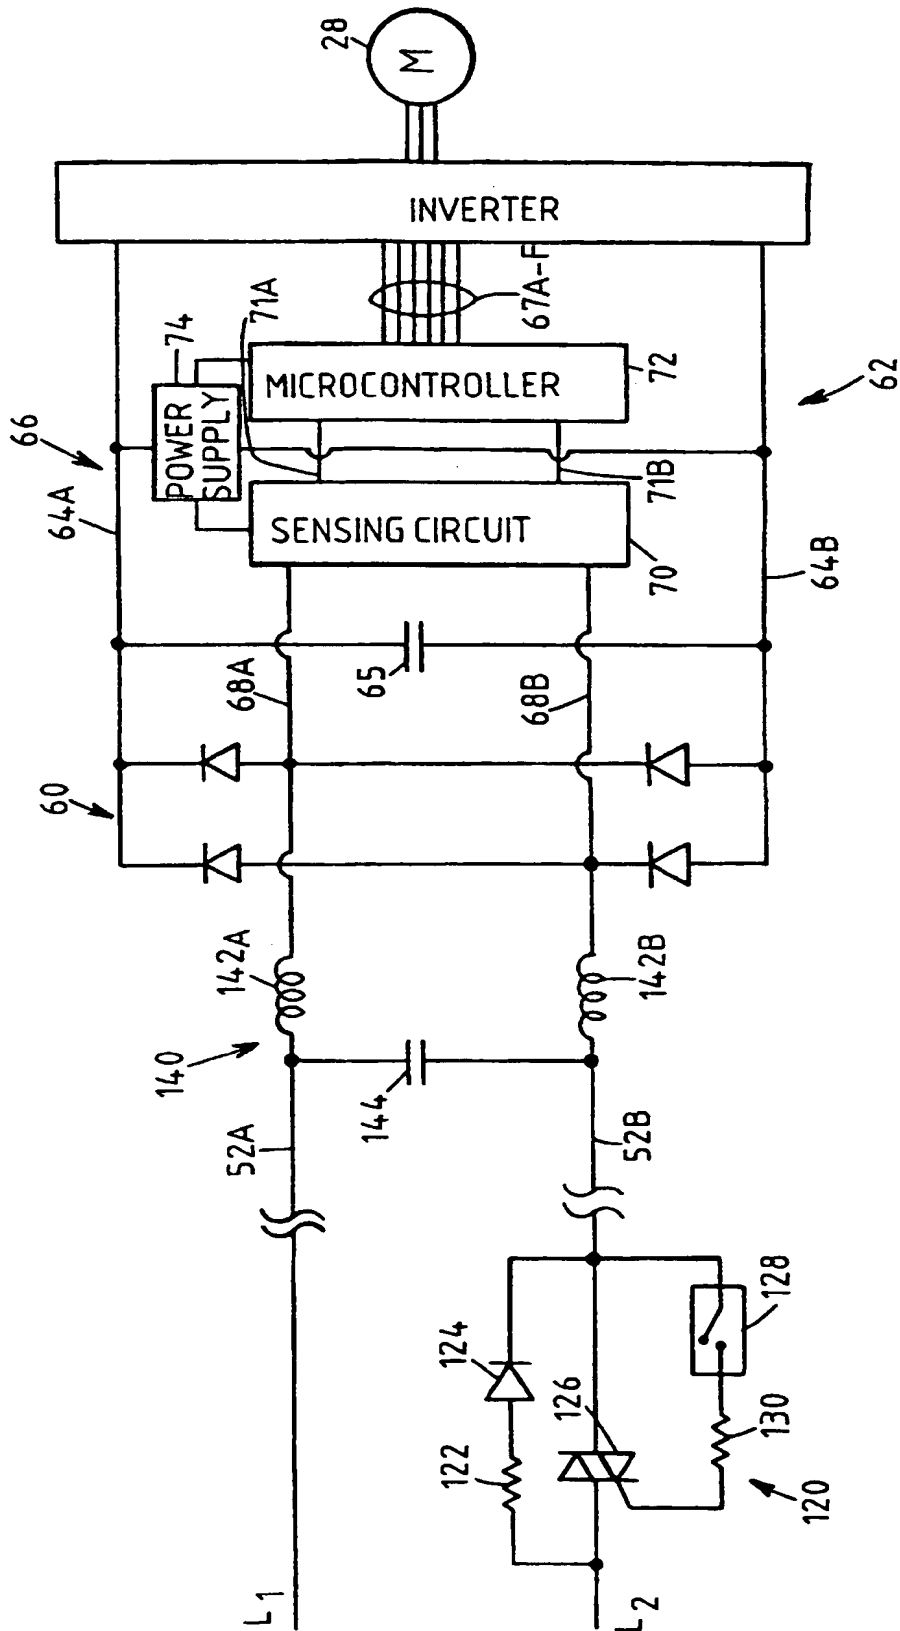 28
M
INVERTER
67A-F
71A
74
POWER
SUPPLY
MICROCONTROLLER
72
62
66
64A
71B
SENSING CIRCUIT
70
64B
65
68A
68B
60
142A
142B
140
144
52A
52B
124
128
126
122
130
120
L1
L2